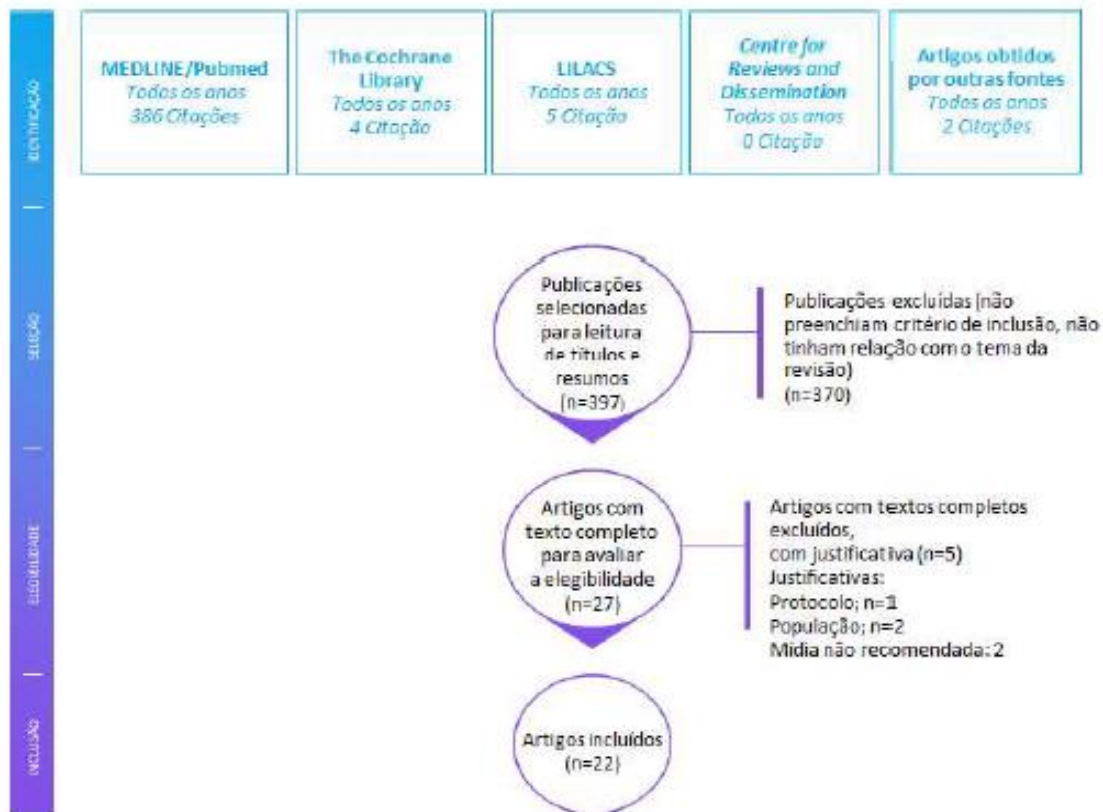 IDENTIFICAÇÃO
MEDLINE/Pubmed
Todos os anos
386 Citações
The Cochrane
Library
Todos os anos
4 Citação
LILACS
Todos os anos
5 Citação
Centre for
Reviews and
Dissemination
Todos os anos
0 Citação
Artigos obtidos
por outras fontes
Todos os anos
2 Citações
SELEÇÃO
Publicações
selecionadas
para leitura
de títulos e
resumos
(n=397)
Publicações excluídas (não
preenchiam critério de inclusão, não
tinham relação com o tema da
revisão)
(n=370)
ELEGIBILIDADE
Artigos com
texto completo
para avaliar
a elegibilidade
(n=27)
Artigos com textos completos
excluídos,
com justificativa (n=5)
Justificativas:
Protocolo; n=1
População; n=2
Mídia não recomendada: 2
INCLUSÃO
Artigos incluídos
(n=22)